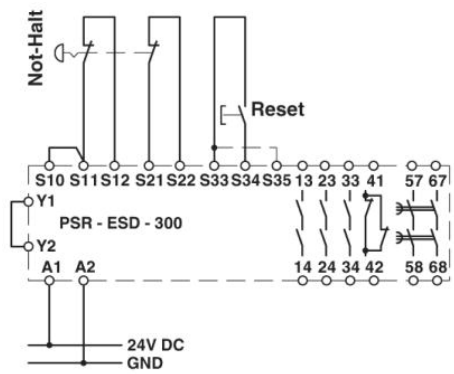 Not-Halt
Reset
S10 S11 S12 S21 S22 S33 S34 S35 13 23 33 41 57 67
Y1
PSR - ESD - 300
Y2
A1 A2 14 24 34 42 58 68
24V DC
GND